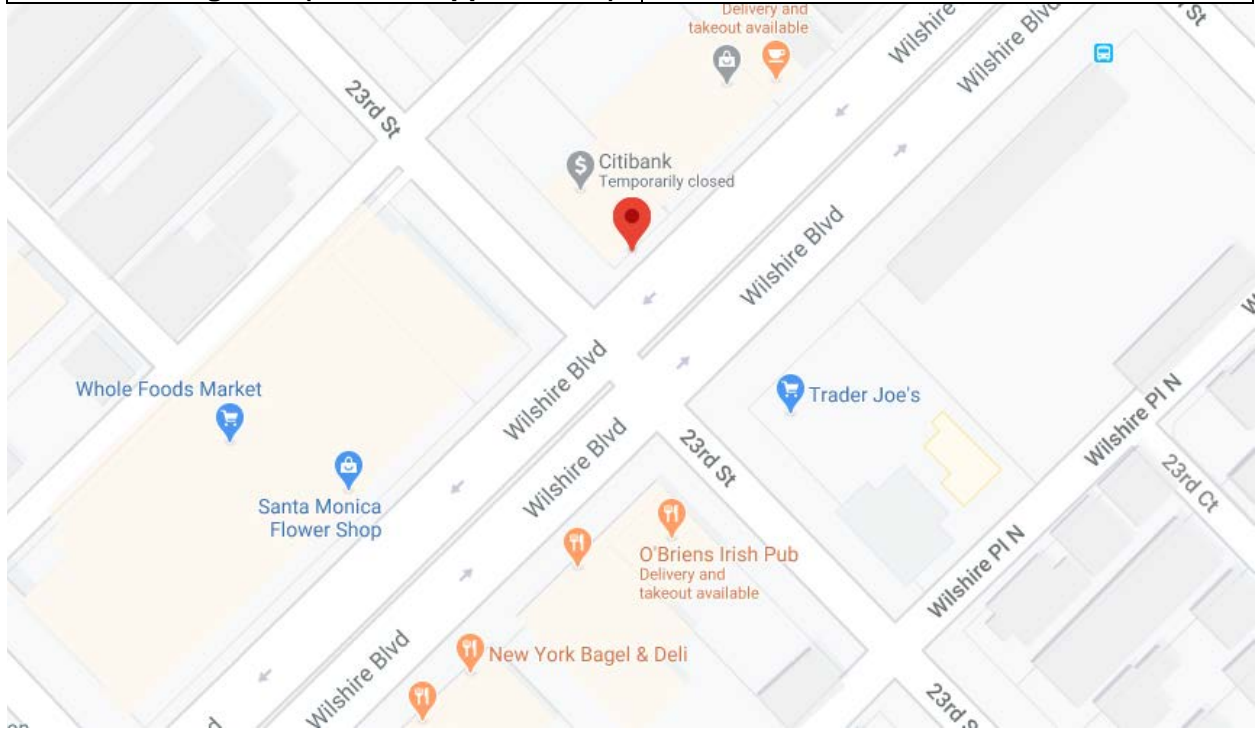 Delivery and
takeout available
Wilshire
Wilshire Blvd
St
23rd St
Citibank
Temporarily closed
Wilshire Blvd
Wilshire Blvd
Whole Foods Market
Trader Joe's
Wilshire Pl N
23rd Ct
23rd St
Wilshire Blvd
Santa Monica
Flower Shop
O'Briens Irish Pub
Delivery and
takeout available
Wilshire Pl N
New York Bagel & Deli
Wilshire Blvd
23rd S